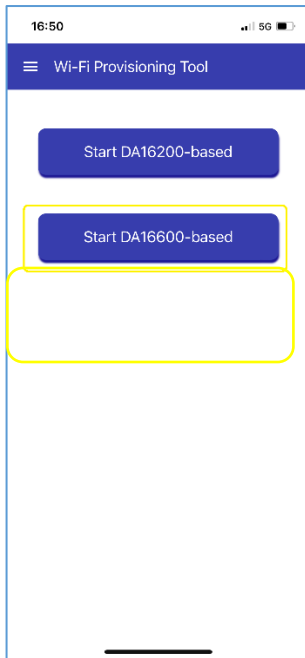 16:50 5G
Wi-Fi Provisioning Tool
Start DA16200-based
Start DA16600-based